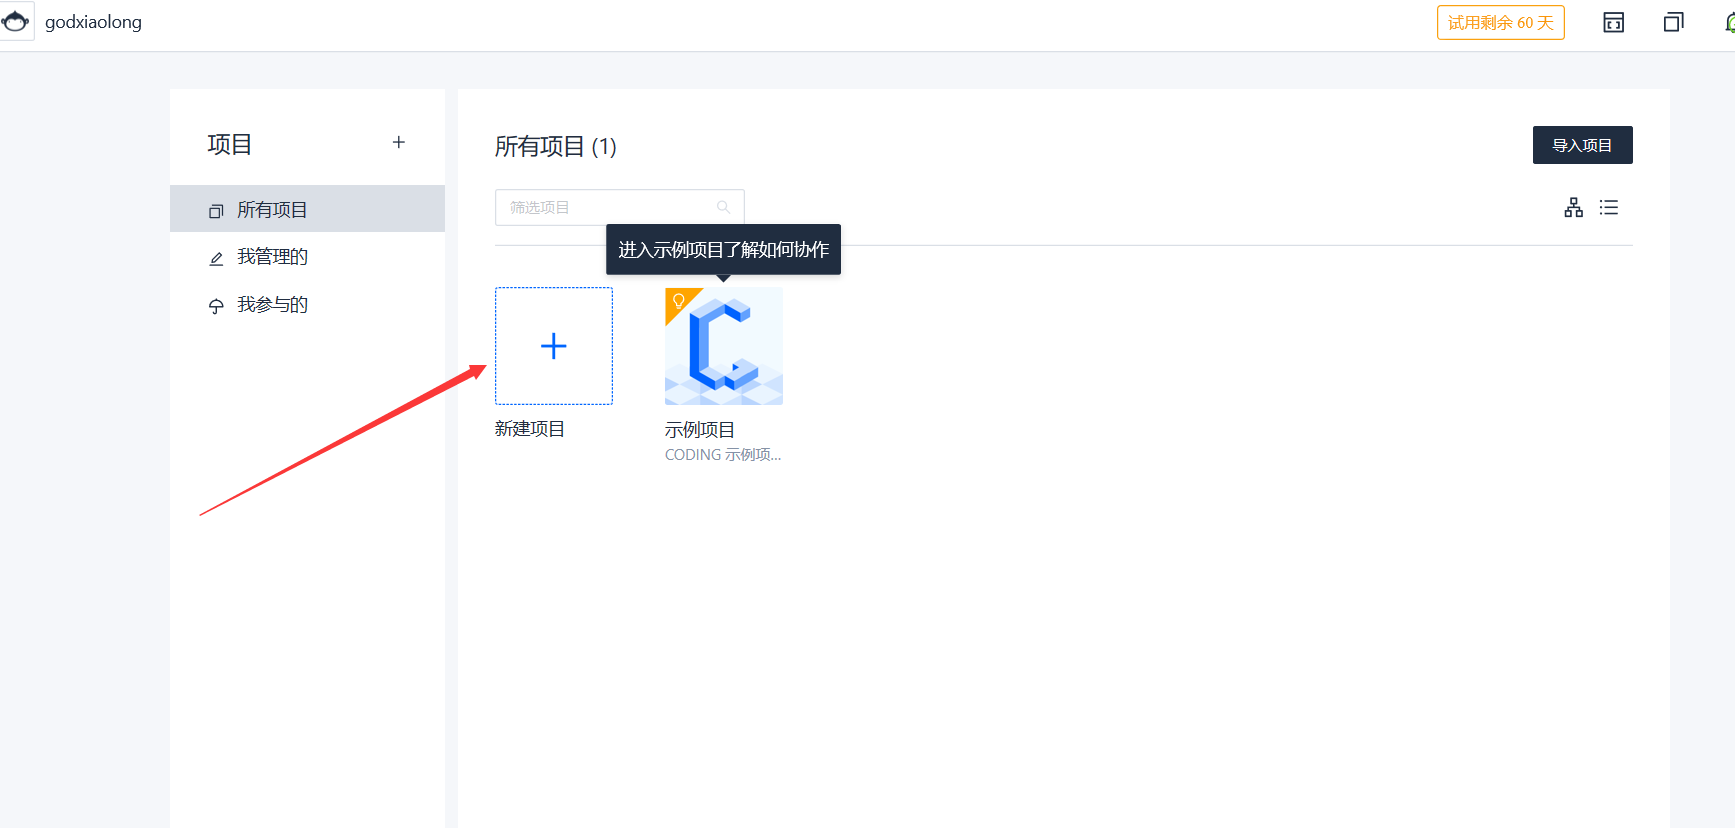 godxiaolong
试用剩余 60 天
项目
所有项目
我管理的
我参与的
所有项目 (1)
导入项目
筛选项目
进入示例项目了解如何协作
新建项目
示例项目
CODING 示例项...